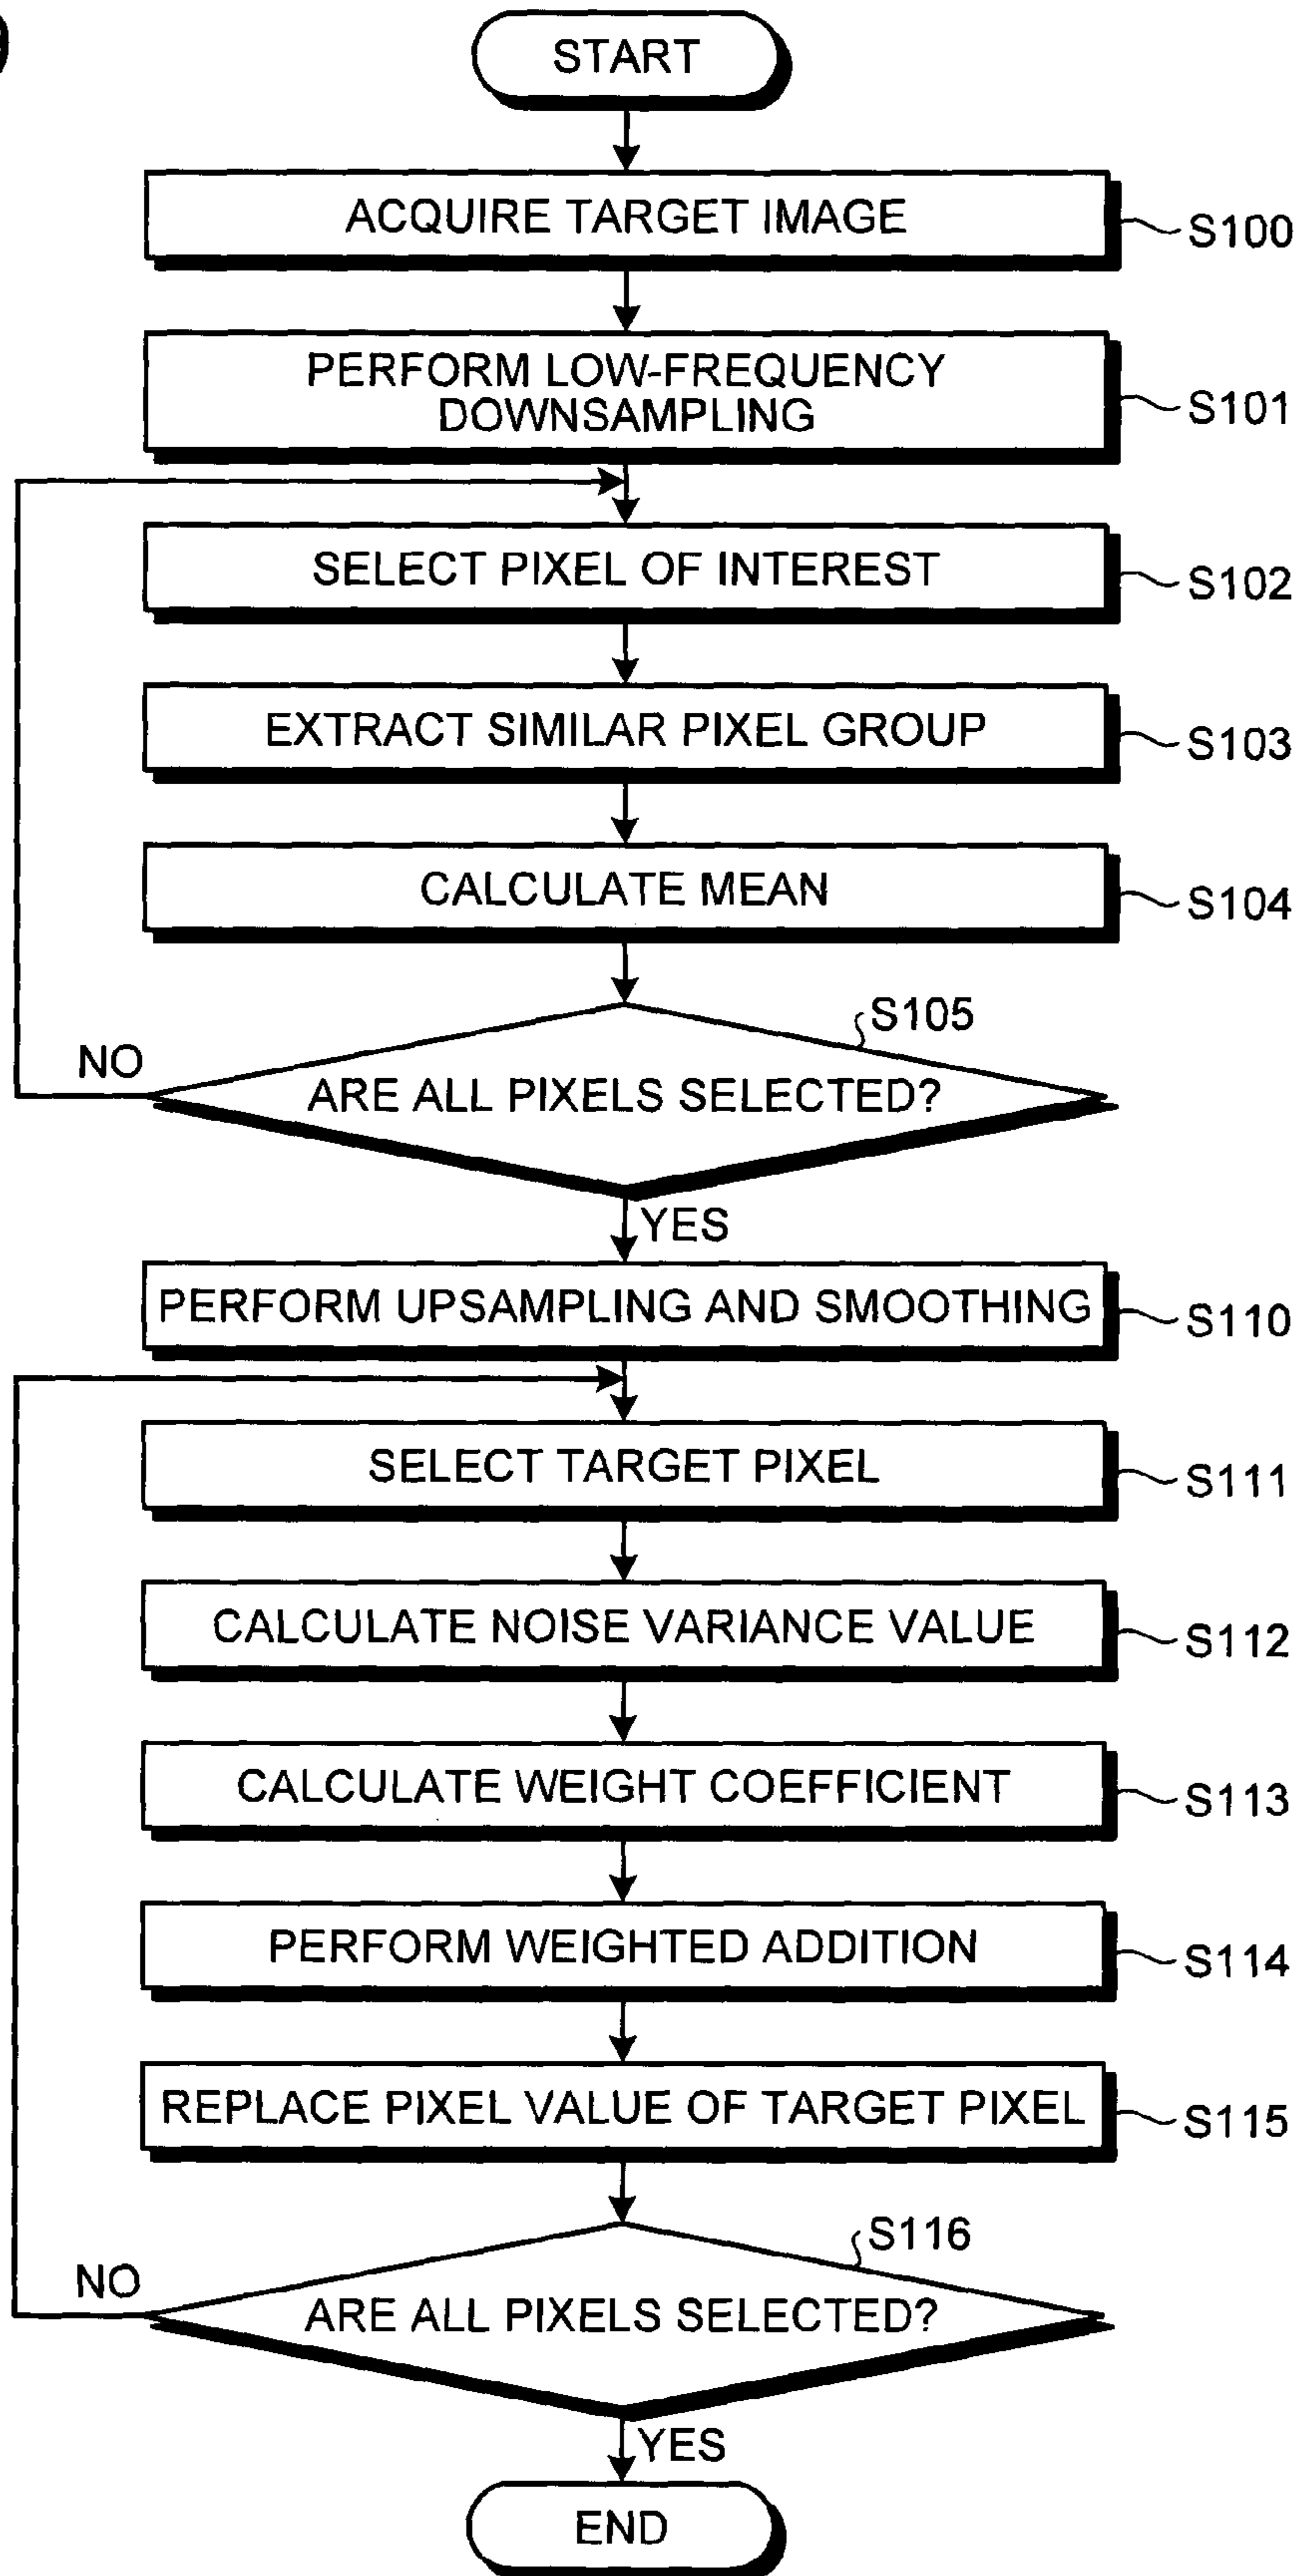 START
ACQUIRE TARGET IMAGE
S100
PERFORM LOW-FREQUENCY
DOWNSAMPLING
S101
SELECT PIXEL OF INTEREST
S102
EXTRACT SIMILAR PIXEL GROUP
S103
CALCULATE MEAN
S104
S105
NO
ARE ALL PIXELS SELECTED?
YES
PERFORM UPSAMPLING AND SMOOTHING
S110
SELECT TARGET PIXEL
S111
CALCULATE NOISE VARIANCE VALUE
S112
CALCULATE WEIGHT COEFFICIENT
S113
PERFORM WEIGHTED ADDITION
S114
REPLACE PIXEL VALUE OF TARGET PIXEL
S115
S116
NO
ARE ALL PIXELS SELECTED?
YES
END